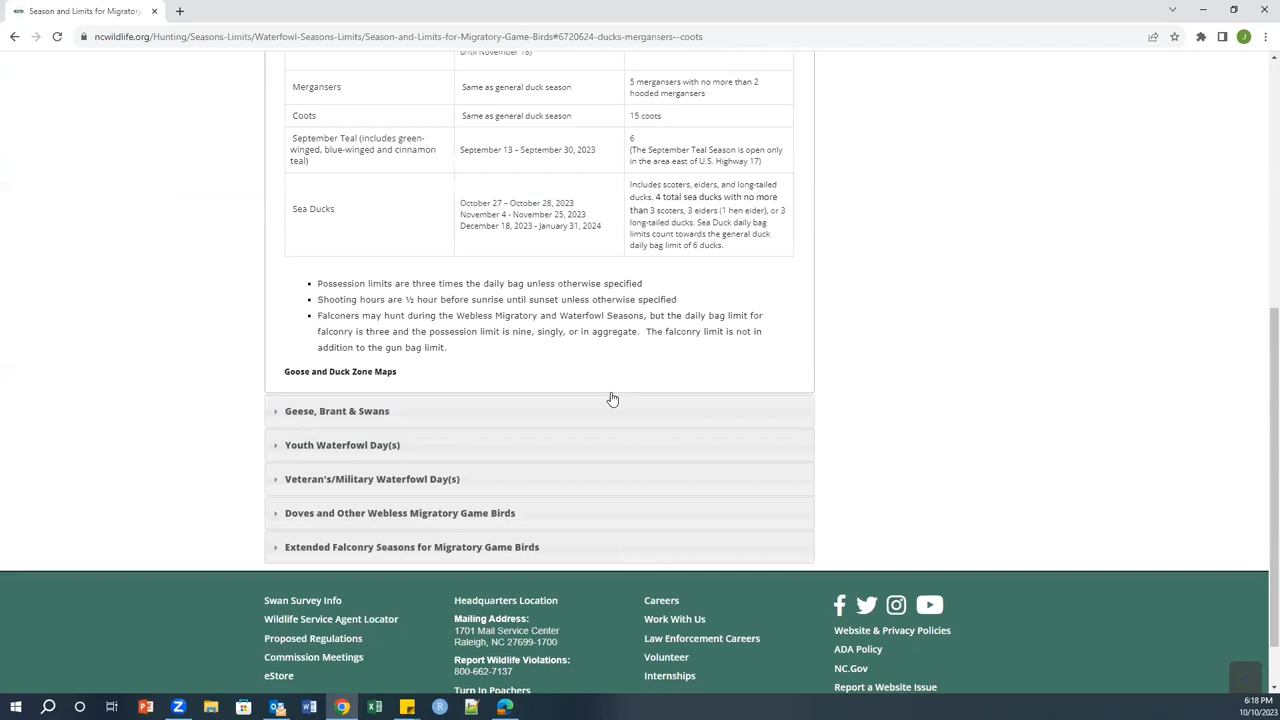 Season and Limits for Migratory
ncwildlife.org/Hunting/Seasons-Limits/Waterfowl-Seasons-Limits/Season-and-Limits-for-Migratory-Game-Birds#6720624-ducks-mergansers--coots
J
until November 18)
Mergansers
Same as general duck season
5 mergansers with no more than 2
hooded mergansers
Coots
Same as general duck season
15 coots
September Teal (includes green-
winged, blue-winged and cinnamon
teal)
September 13 – September 30, 2023
6
(The September Teal Season is open only
in the area east of U.S. Highway 17)
Sea Ducks
October 27 – October 28, 2023
November 4 - November 25, 2023
December 18, 2023 - January 31, 2024
Includes scoters, eiders, and long-tailed
ducks. 4 total sea ducks with no more
than 3 scoters, 3 eiders (1 hen eider), or 3
long-tailed ducks. Sea Duck daily bag
limits count towards the general duck
daily bag limit of 6 ducks.
• Possession limits are three times the daily bag unless otherwise specified
• Shooting hours are ½ hour before sunrise until sunset unless otherwise specified
• Falconers may hunt during the Webless Migratory and Waterfowl Seasons, but the daily bag limit for
falconry is three and the possession limit is nine, singly, or in aggregate. The falconry limit is not in
addition to the gun bag limit.
Goose and Duck Zone Maps
Geese, Brant & Swans
Youth Waterfowl Day(s)
Veteran's/Military Waterfowl Day(s)
Doves and Other Webless Migratory Game Birds
Extended Falconry Seasons for Migratory Game Birds
Swan Survey Info
Wildlife Service Agent Locator
Proposed Regulations
Commission Meetings
eStore
Headquarters Location
Mailing Address:
1701 Mail Service Center
Raleigh, NC 27699-1700
Report Wildlife Violations:
800-662-7137
Turn In Poachers
Careers
Work With Us
Law Enforcement Careers
Volunteer
Internships
Website & Privacy Policies
ADA Policy
NC.Gov
Report a Website Issue
6:18 PM
10/10/2023